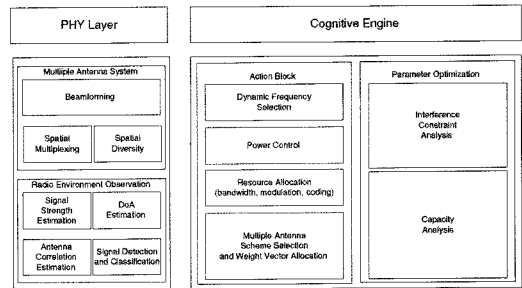 PHY Layer
Cognitive Engine
Multiple Antenna System
Beamforming
Spatial
Multiplexing
Spatial
Diversity
Radio Environment Observation
Signal
Strength
Estimation
DoA
Estimation
Antenna
Correlation
Estimation
Signal Detection
and Classification
Action Block
Dynamic Frequency
Selection
Power Control
Resource Allocation
(bandwidth, modulation, coding)
Multiple Antenna
Scheme Selection
and Weight Vector Allocation
Parameter Optimization
Interference
Constraint
Analysis
Capacity
Analysis